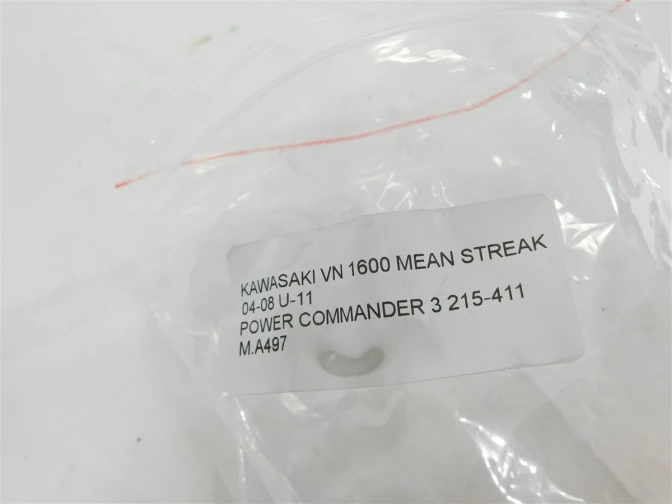 KAWASAKI VN 1600 MEAN STREAK
04-08 U-11
POWER COMMANDER 3 215-411
M.A497